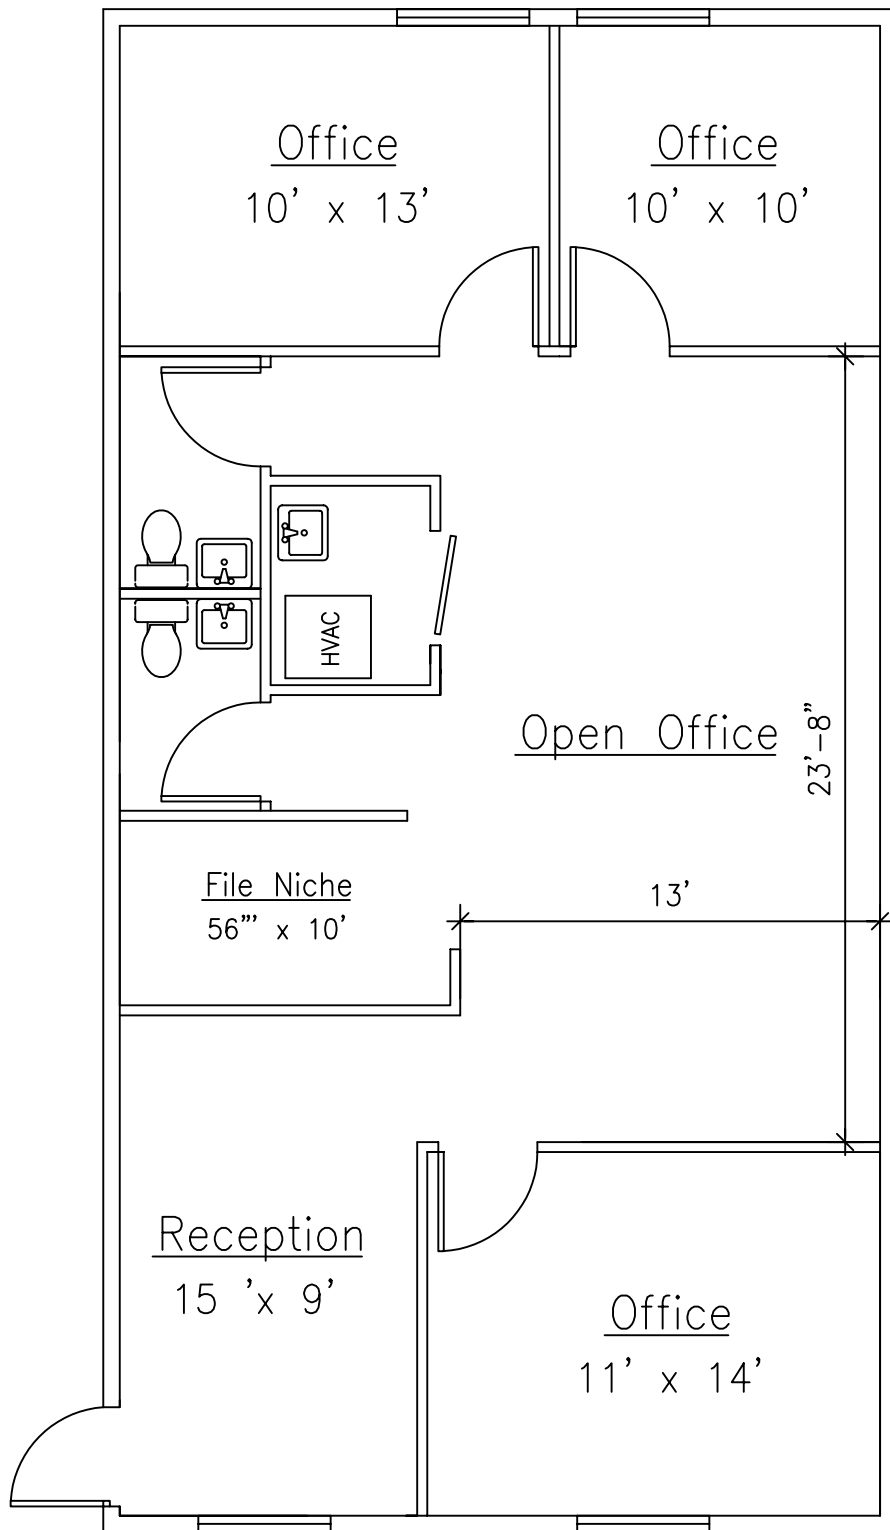 Office
10' x 13'
Office
10' x 10'
HVAC
Open Office
23'-8"
File Niche
56"' x 10'
13'
Reception
15 'x 9'
Office
11' x 14'